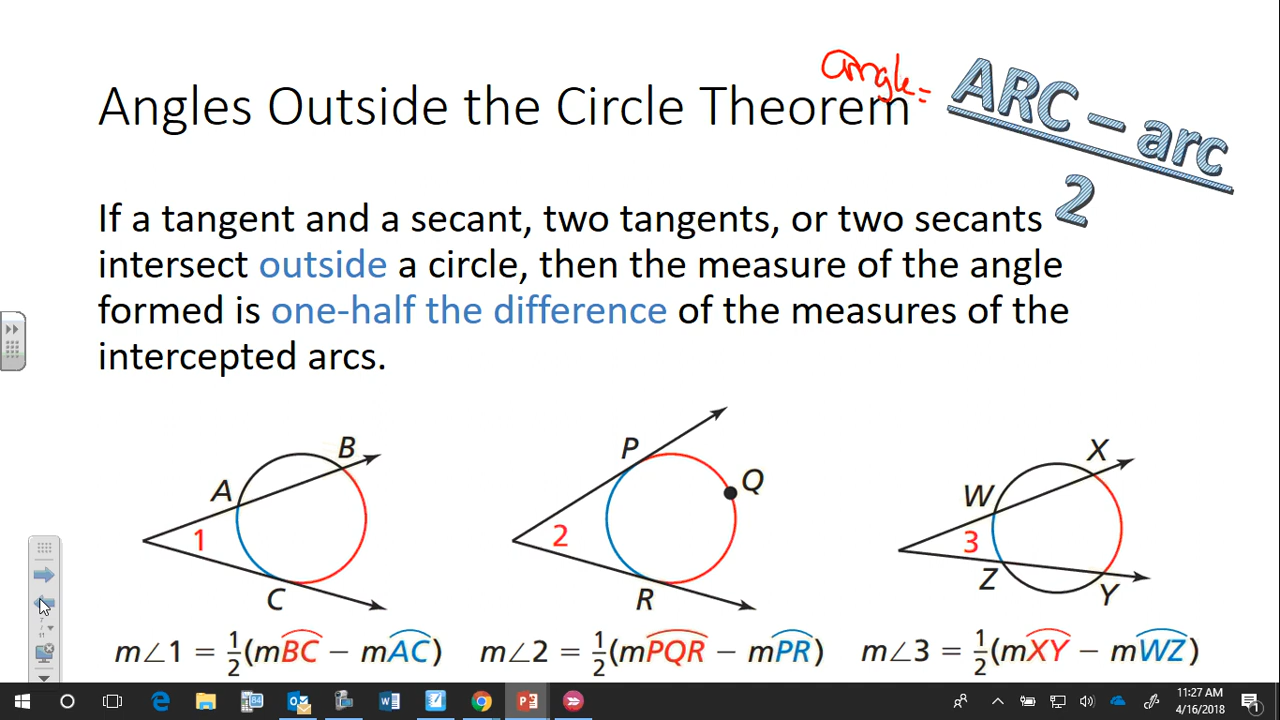 angle=
Angles Outside the Circle Theorem
ARC – arc
2
If a tangent and a secant, two tangents, or two secants
intersect outside a circle, then the measure of the angle
formed is one-half the difference of the measures of the
intercepted arcs.
B
A
1
C
P
Q
2
R
X
W
3
Z
Y
m∠1 = 1/2(mBC – mAC)
m∠2 = 1/2(mPQR – mPR)
m∠3 = 1/2(mXY – mWZ)
11:27 AM
4/16/2018